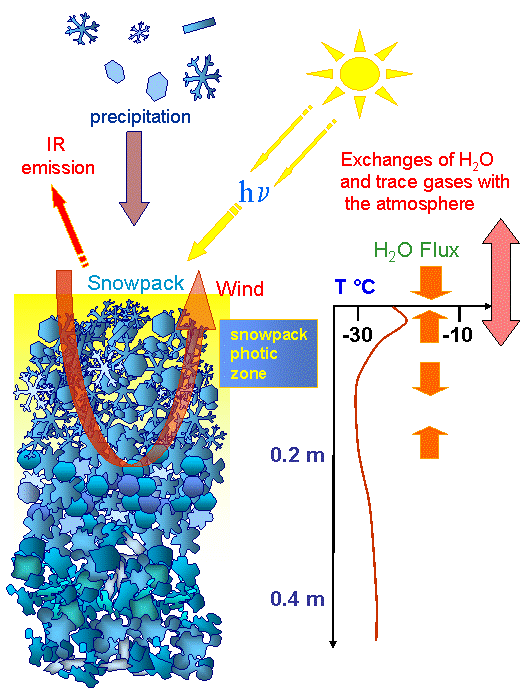 precipitation
IR
emission
hν
Exchanges of H₂O
and trace gases with
the atmosphere
H₂O Flux
Snowpack
Wind
T °C
-30
-10
snowpack
photic
zone
0.2 m
0.4 m